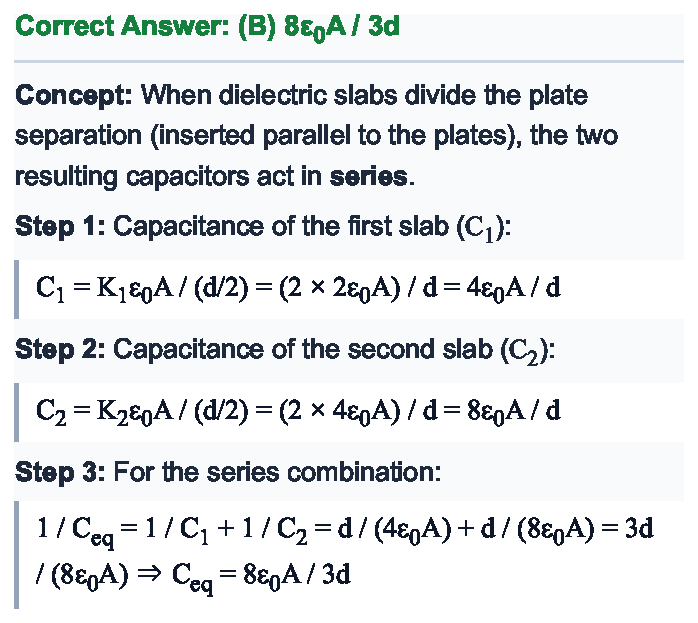 Correct Answer: (B) 8ε₀A / 3d
Concept: When dielectric slabs divide the plate
separation (inserted parallel to the plates), the two
resulting capacitors act in series.
Step 1: Capacitance of the first slab (C₁):
C₁ = K₁ε₀A / (d/2) = (2 × 2ε₀A) / d = 4ε₀A / d
Step 2: Capacitance of the second slab (C₂):
C₂ = K₂ε₀A / (d/2) = (2 × 4ε₀A) / d = 8ε₀A / d
Step 3: For the series combination:
1 / Ceq = 1 / C₁ + 1 / C₂ = d / (4ε₀A) + d / (8ε₀A) = 3d
/ (8ε₀A) ⇒ Ceq = 8ε₀A / 3d